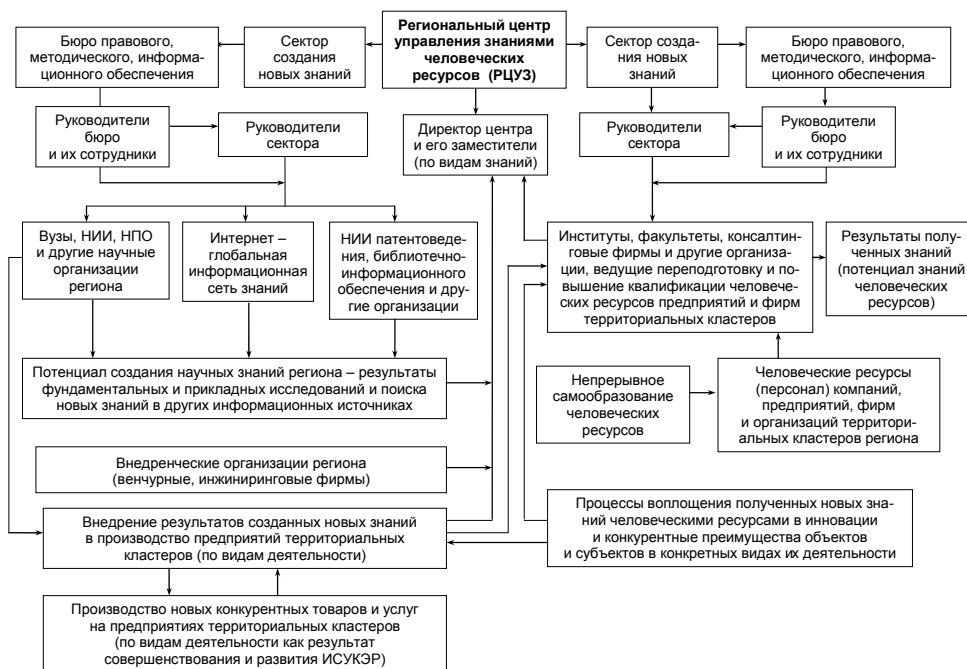 Региональный центр
управления знаниями
человеческих
ресурсов (РЦУЗ)
Бюро правового,
методического, информа-
ционного обеспечения
Сектор
создания
новых знаний
Сектор созда-
ния новых
знаний
Бюро правового,
методического, информаци-
онного обеспечения
Руководители
бюро
и их сотрудники
Руководители
сектора
Директор центра
и его заместители
(по видам знаний)
Руководители
сектора
Руководители
бюро
и их сотрудники
Вузы, НИИ, НПО
и другие научные
организации
региона
Интернет –
глобальная
информационная
сеть знаний
НИИ патентоведе-
ния, библиотечно-
информационного
обеспечения и дру-
гие организации
Институты, факультеты, консалтин-
говые фирмы и другие организа-
ции, ведущие переподготовку и по-
вышение квалификации человече-
ских ресурсов предприятий и фирм
территориальных кластеров
Результаты полу-
ченных знаний
(потенциал знаний
человеческих
ресурсов)
Потенциал создания научных знаний региона – результаты
фундаментальных и прикладных исследований и поиска
новых знаний в других информационных источниках
Непрерывное
самообразование
человеческих
ресурсов
Человеческие ресурсы
(персонал) компаний,
предприятий, фирм
и организаций территори-
альных кластеров региона
Внедренческие организации региона
(венчурные, инжиниринговые фирмы)
Внедрение результатов созданных новых знаний
в производство предприятий территориальных
кластеров (по видам деятельности)
Процессы воплощения полученных новых зна-
ний человеческими ресурсами в инновации
и конкурентные преимущества объектов
и субъектов в конкретных видах их деятельности
Производство новых конкурентных товаров и услуг
на предприятиях территориальных кластеров
(по видам деятельности как результат
совершенствования и развития ИСУКЭР)